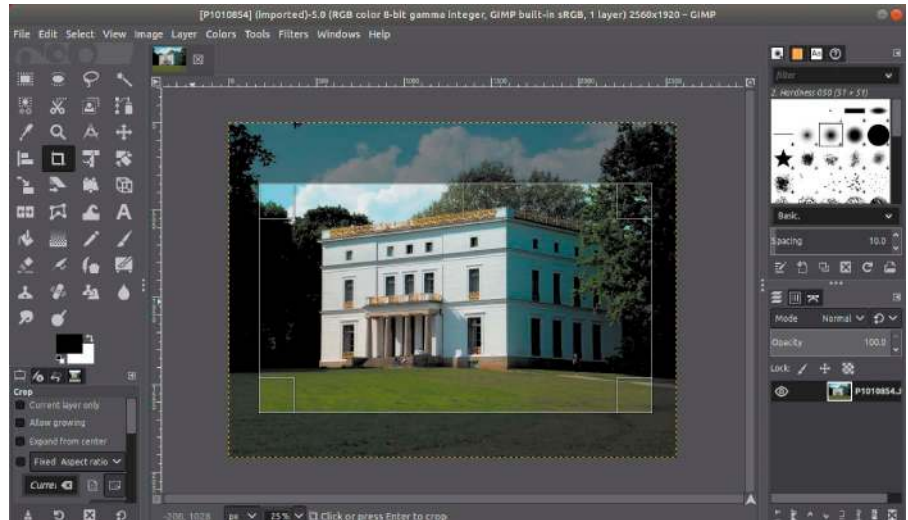 [P1010854] (imported)-5.0 (RGB color 8-bit gamma integer, GIMP built-in sRGB, 1 layer) 2560x1920 – GIMP
File Edit Select View Image Layer Colors Tools Filters Windows Help
filter
2. Hardness 050 (51 × 51)
Basic,
Spacing 10.0
Mode Normal
Opacity 100.0
Lock:
P1010854.J
Crop
Current layer only
Allow growing
Expand from center
Fixed Aspect ratio
Curre
px 25 % Click or press Enter to crop